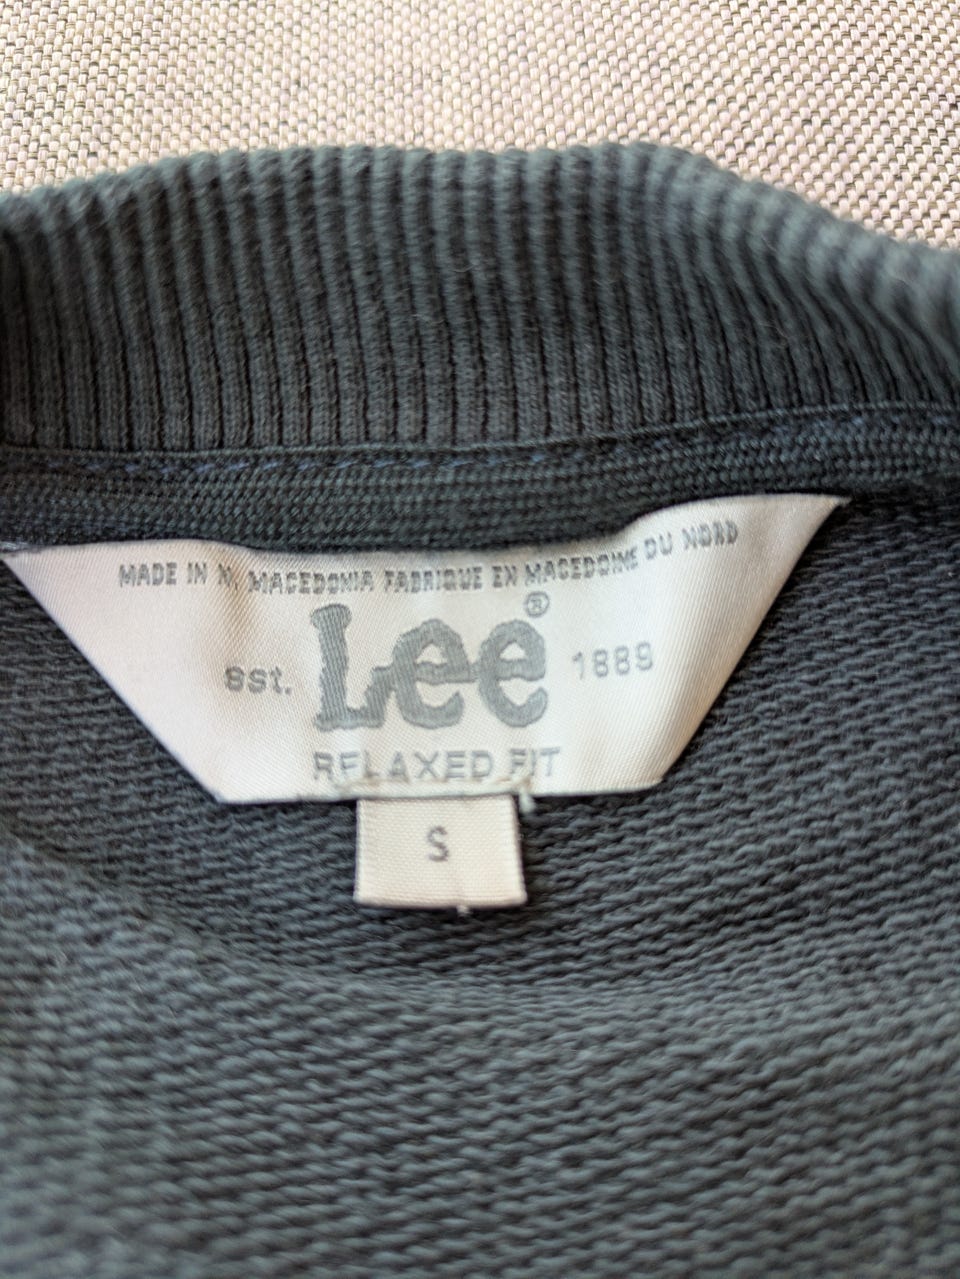 MADE IN N. MACEDONIA FABRIQUE EN MACEDOINE DU NORD
Lee®
est. 1889
RELAXED FIT
S